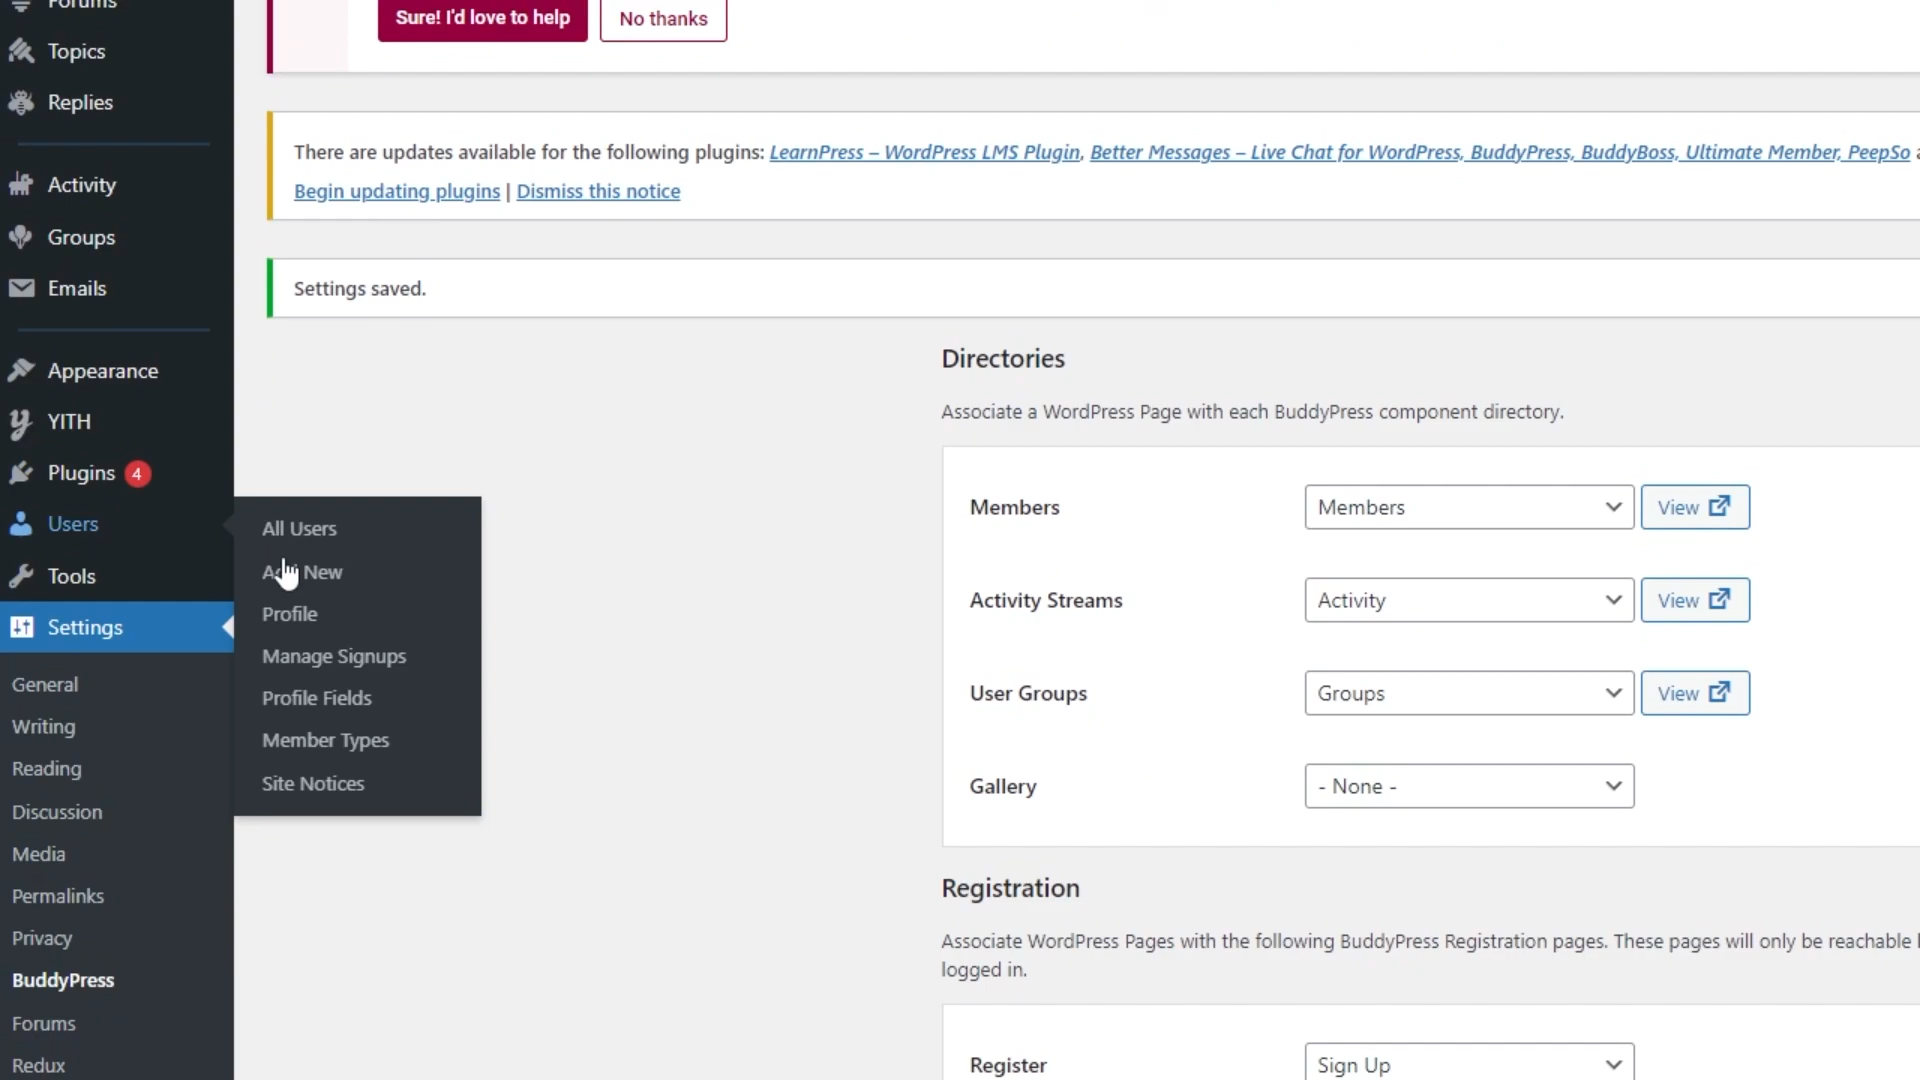 Forums
Topics
Replies
Activity
Groups
Emails
Appearance
YITH
Plugins 4
Users
Tools
Settings
General
Writing
Reading
Discussion
Media
Permalinks
Privacy
BuddyPress
Forums
Redux
All Users
New
Profile
Manage Signups
Profile Fields
Member Types
Site Notices
Sure! I'd love to help
No thanks
There are updates available for the following plugins: LearnPress – WordPress LMS Plugin, Better Messages – Live Chat for WordPress, BuddyPress, BuddyBoss, Ultimate Member, PeepSo
Begin updating plugins | Dismiss this notice
Settings saved.
Directories
Associate a WordPress Page with each BuddyPress component directory.
Members Members View
Activity Streams Activity View
User Groups Groups View
Gallery - None -
Registration
Associate WordPress Pages with the following BuddyPress Registration pages. These pages will only be reachable
logged in.
Register Sign Up